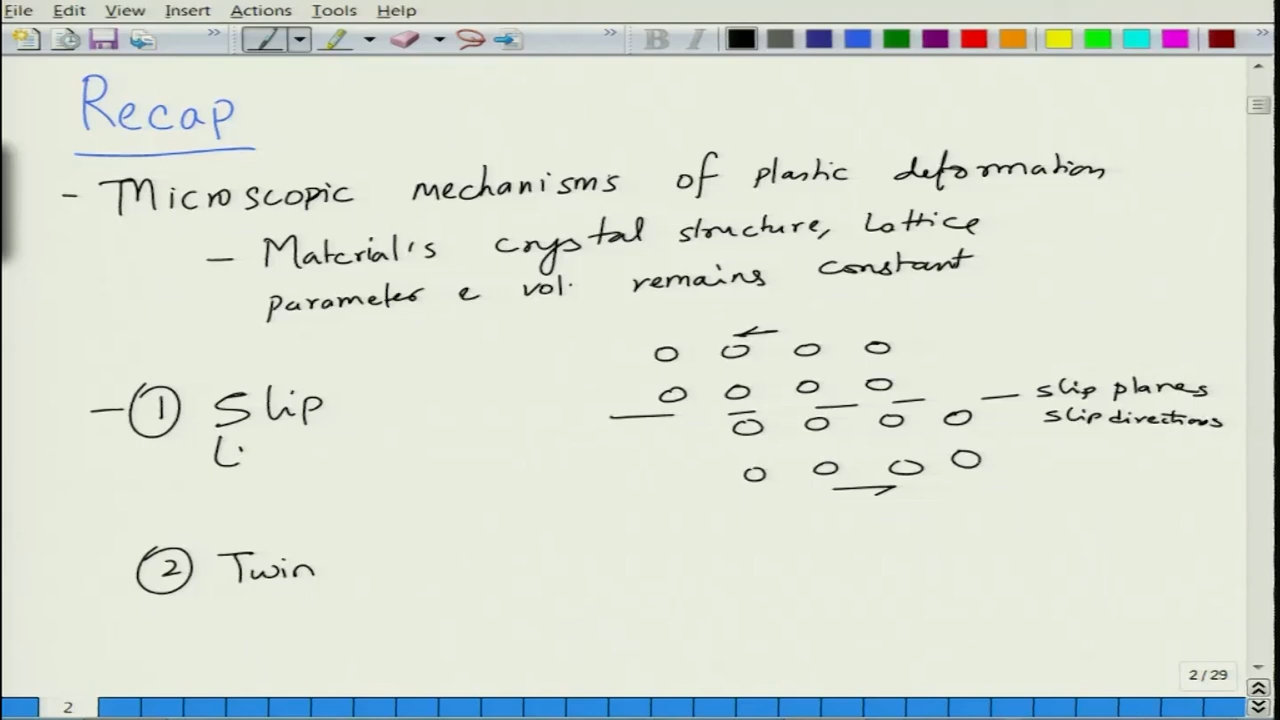 File Edit View Insert Actions Tools Help
Recap
- Microscopic mechanisms of plastic deformation
- Material's crystal structure, Lattice
parameter e vol. remains constant
slip planes
slip directions
- 1 Slip
2 Twin
2 / 29
2